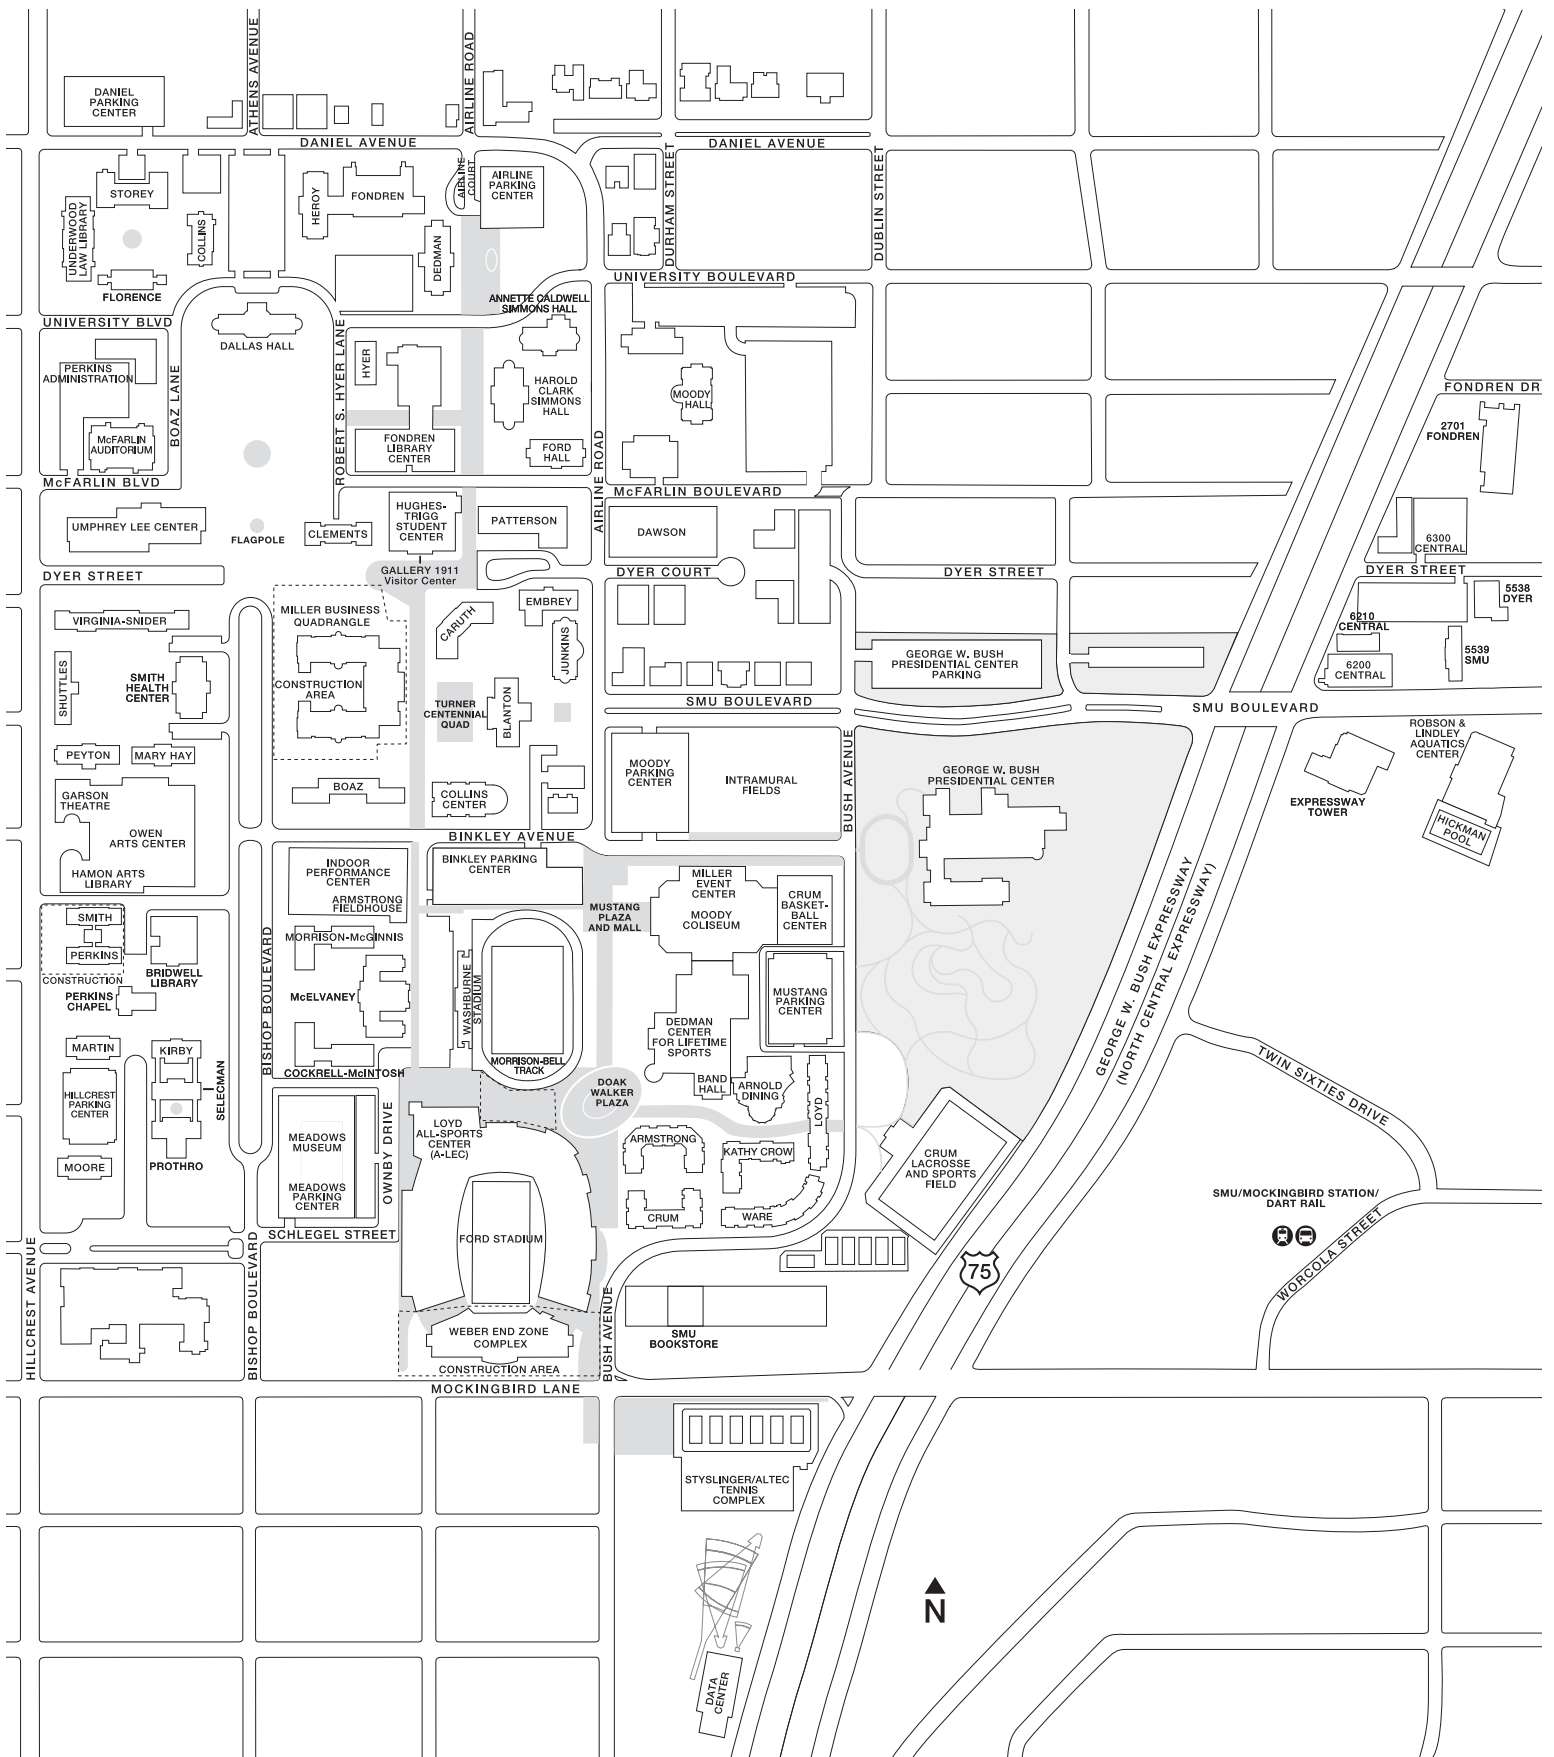 ATHENS AVENUE
AIRLINE ROAD
DANIEL
PARKING
CENTER
DANIEL AVENUE
DANIEL AVENUE
STOREY
UNDERWOOD
LAW LIBRARY
COLLINS
FLORENCE
HEROY
FONDREN
AIRLINE
COURT
AIRLINE
PARKING
CENTER
DEDMAN
DURHAM STREET
DUBLIN STREET
UNIVERSITY BOULEVARD
ANNETTE CALDWELL
SIMMONS HALL
UNIVERSITY BLVD
DALLAS HALL
PERKINS
ADMINISTRATION
BOAZ LANE
ROBERT S. HYER LANE
HYER
HAROLD
CLARK
SIMMONS
HALL
MOODY
HALL
FONDREN DR
McFARLIN
AUDITORIUM
FONDREN
LIBRARY
CENTER
FORD
HALL
AIRLINE ROAD
2701
FONDREN
McFARLIN BLVD
McFARLIN BOULEVARD
UMPHREY LEE CENTER
FLAGPOLE
CLEMENTS
HUGHES-
TRIGG
STUDENT
CENTER
PATTERSON
DAWSON
6300
CENTRAL
GALLERY 1911
Visitor Center
DYER STREET
DYER COURT
DYER STREET
DYER STREET
VIRGINIA-SNIDER
MILLER BUSINESS
QUADRANGLE
CONSTRUCTION
AREA
CARUTH
EMBREY
JUNKINS
5538
DYER
6210
CENTRAL
5539
SMU
6200
CENTRAL
GEORGE W. BUSH
PRESIDENTIAL CENTER
PARKING
SHUTTLES
SMITH
HEALTH
CENTER
TURNER
CENTENNIAL
QUAD
BLANTON
SMU BOULEVARD
SMU BOULEVARD
ROBSON &
LINDLEY
AQUATICS
CENTER
PEYTON
MARY HAY
BOAZ
COLLINS
CENTER
MOODY
PARKING
CENTER
INTRAMURAL
FIELDS
BUSH AVENUE
GEORGE W. BUSH
PRESIDENTIAL CENTER
EXPRESSWAY
TOWER
HICKMAN
POOL
GARSON
THEATRE
OWEN
ARTS CENTER
HAMON ARTS
LIBRARY
BINKLEY AVENUE
INDOOR
PERFORMANCE
CENTER
ARMSTRONG
FIELDHOUSE
BINKLEY PARKING
CENTER
MILLER
EVENT
CENTER
MOODY
COLISEUM
CRUM
BASKET-
BALL
CENTER
MUSTANG
PLAZA
AND MALL
SMITH
PERKINS
CONSTRUCTION
BRIDWELL
LIBRARY
PERKINS
CHAPEL
BISHOP BOULEVARD
MORRISON-McGINNIS
McELVANEY
WASHBURNE
STADIUM
MORRISON-BELL
TRACK
DEDMAN
CENTER
FOR LIFETIME
SPORTS
MUSTANG
PARKING
CENTER
GEORGE W. BUSH EXPRESSWAY
(NORTH CENTRAL EXPRESSWAY)
MARTIN
KIRBY
SELECMAN
HILLCREST
PARKING
CENTER
COCKRELL-McINTOSH
DOAK
WALKER
PLAZA
BAND
HALL
ARNOLD
DINING
LOYD
TWIN SIXTIES DRIVE
MOORE
PROTHRO
MEADOWS
MUSEUM
MEADOWS
PARKING
CENTER
OWNBY DRIVE
LOYD
ALL-SPORTS
CENTER
(A-LEC)
ARMSTRONG
KATHY CROW
CRUM
WARE
CRUM
LACROSSE
AND SPORTS
FIELD
SMU/MOCKINGBIRD STATION/
DART RAIL
WORCOLA STREET
SCHLEGEL STREET
FORD STADIUM
HILLCREST AVENUE
BISHOP BOULEVARD
75
WEBER END ZONE
COMPLEX
CONSTRUCTION AREA
BUSH AVENUE
SMU
BOOKSTORE
MOCKINGBIRD LANE
STYSLINGER/ALTEC
TENNIS
COMPLEX
N
DATA
CENTER